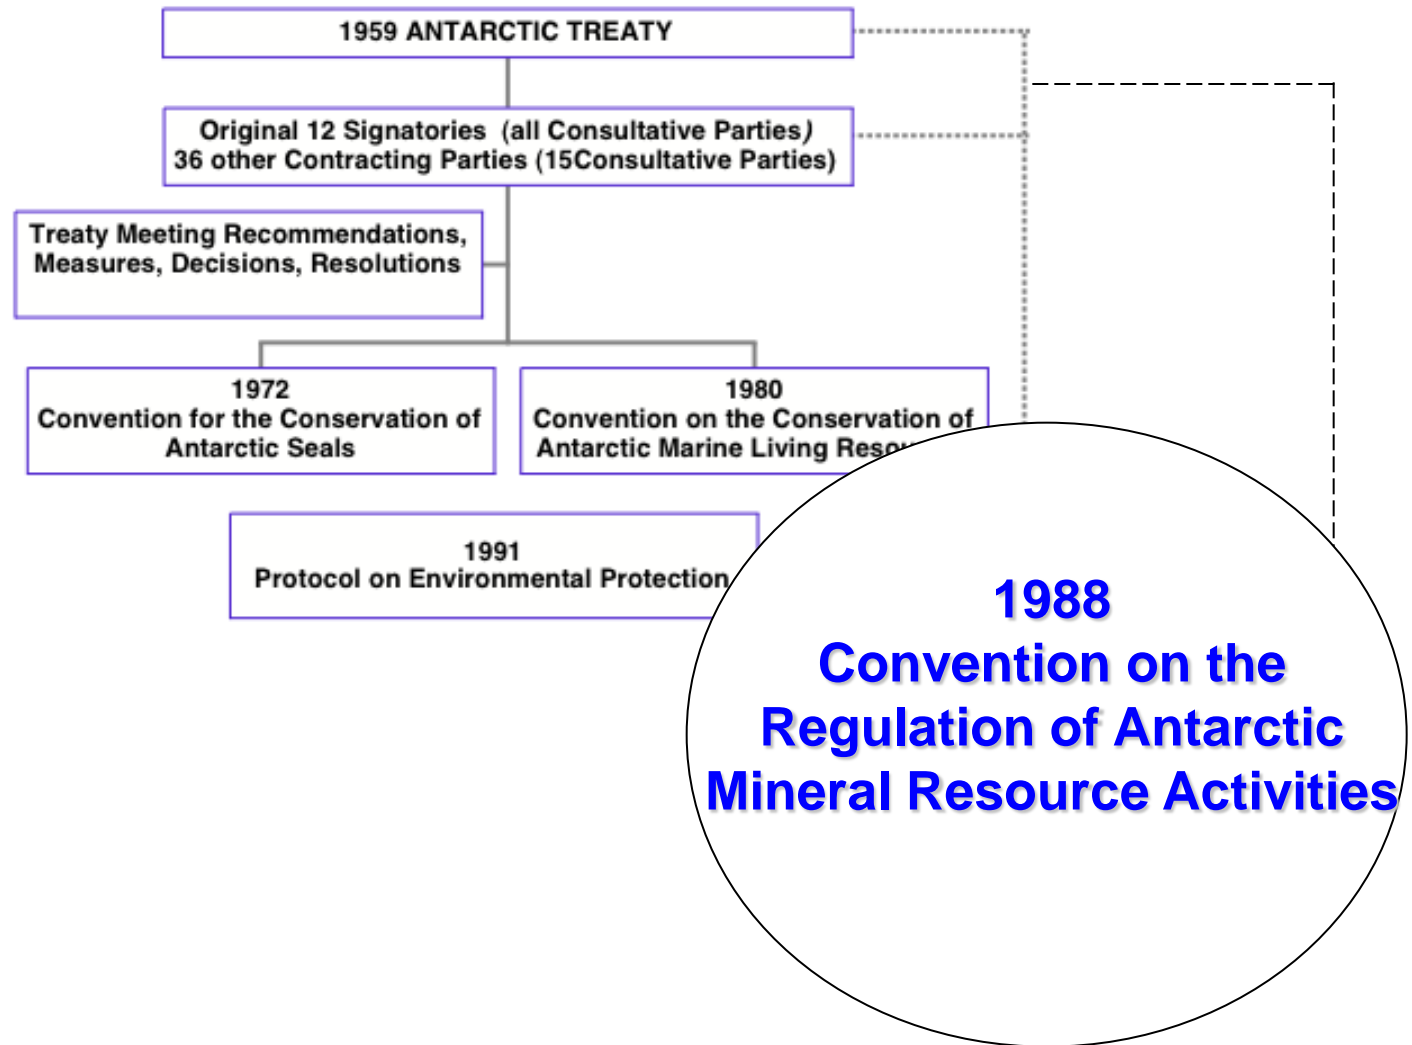 1959 ANTARCTIC TREATY
Original 12 Signatories (all Consultative Parties)
36 other Contracting Parties (15Consultative Parties)
Treaty Meeting Recommendations,
Measures, Decisions, Resolutions
1972
Convention for the Conservation of
Antarctic Seals
1980
Convention on the Conservation of
Antarctic Marine Living
1991
Protocol on Environmental Protection
1988
Convention on the
Regulation of Antarctic
Mineral Resource Activities